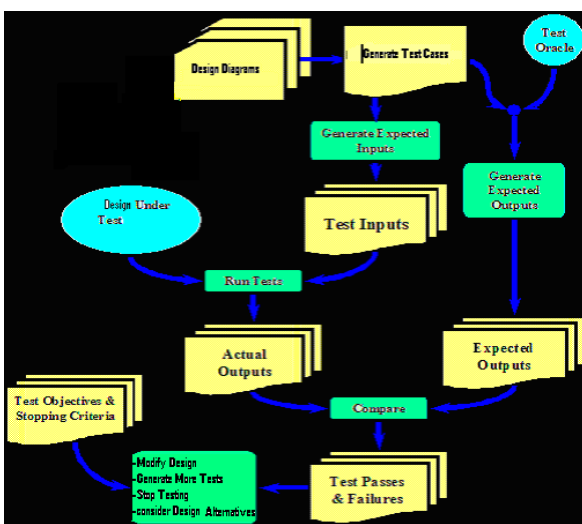 Test
Oracle
Generate Test Cases
Design Diagrams
Generate Expected
Inputs
Generate
Expected
Outputs
Design Under
Test
Test Inputs
Run Tests
Actual
Outputs
Expected
Outputs
Test Objectives &
Stopping Criteria
Compare
-Modify Design
-Generate More Tests
-Stop Testing
-consider Design Alternatives
Test Passes
& Failures